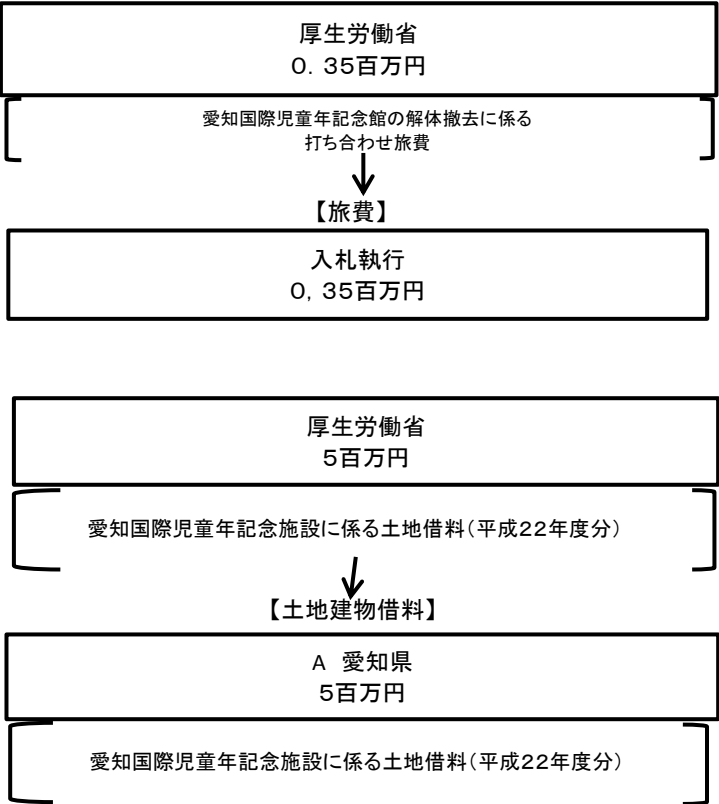 厚生労働省
０．３５百万円
愛知国際児童年記念館の解体撤去に係る
打ち合わせ旅費
【旅費】
入札執行
０，３５百万円
厚生労働省
５百万円
愛知国際児童年記念施設に係る土地借料（平成２２年度分）
【土地建物借料】
A　愛知県
５百万円
愛知国際児童年記念施設に係る土地借料（平成２２年度分）